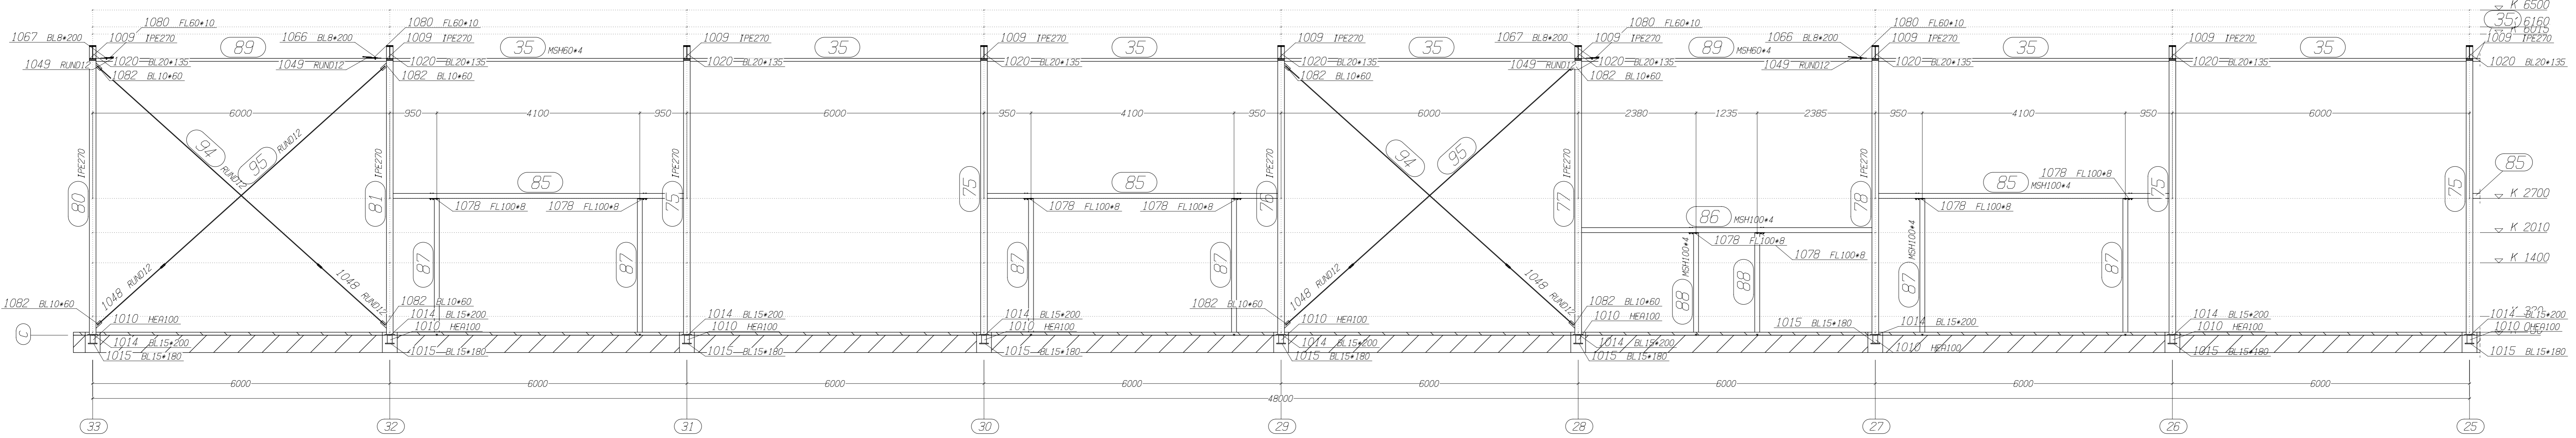 K 6500
1080 FL60*10
1080 FL60*10
1080 FL60*10
1080 FL60*10
35
K 6160
K 6015
1067 BL8*200
1009 IPE270
89
1066 BL8*200
1009 IPE270
35
MSH60*4
1009 IPE270
35
1009 IPE270
35
1009 IPE270
35
1067 BL8*200
1009 IPE270
89
MSH60*4
1066 BL8*200
1009 IPE270
35
1009 IPE270
35
1009 IPE270
1049 RUND12
1020 BL20*135
1049 RUND12
1020 BL20*135
1020 BL20*135
1020 BL20*135
1020 BL20*135
1049 RUND12
1020 BL20*135
1049 RUND12
1020 BL20*135
1020 BL20*135
1020 BL20*135
1082 BL10*60
1082 BL10*60
1082 BL10*60
1082 BL10*60
6000
950
4100
950
6000
950
4100
950
6000
2380
1235
2385
950
4100
950
6000
80
IPE270
94
RUND12
95
RUND12
81
IPE270
85
75
IPE270
75
85
76
IPE270
94
95
77
IPE270
78
IPE270
85
MSH100*4
1078 FL100*8
75
75
85
K 2700
1078 FL100*8
1078 FL100*8
1078 FL100*8
1078 FL100*8
1078 FL100*8
86
MSH100*4
K 2010
1078 FL100*8
1078 FL100*8
K 1400
87
87
87
87
88
MSH100*4
88
87
MSH100*4
87
1048 RUND12
1048 RUND12
1048 RUND12
1048 RUND12
1082 BL10*60
1082 BL10*60
1082 BL10*60
1082 BL10*60
C
1010 HEA100
1014 BL15*200
1010 HEA100
1014 BL15*200
1010 HEA100
1014 BL15*200
1010 HEA100
1010 HEA100
1010 HEA100
1015 BL15*180
1014 BL15*200
1014 BL15*200
1010 HEA100
1014 BL15*200
1010 HEA100
1014 BL15*200
1015 BL15*180
1015 BL15*180
1015 BL15*180
1015 BL15*180
1014 BL15*200
1015 BL15*180
1014 BL15*200
1015 BL15*180
1010 HEA100
1015 BL15*180
1015 BL15*180
6000
6000
6000
6000
6000
6000
6000
6000
48000
33
32
31
30
29
28
27
26
25